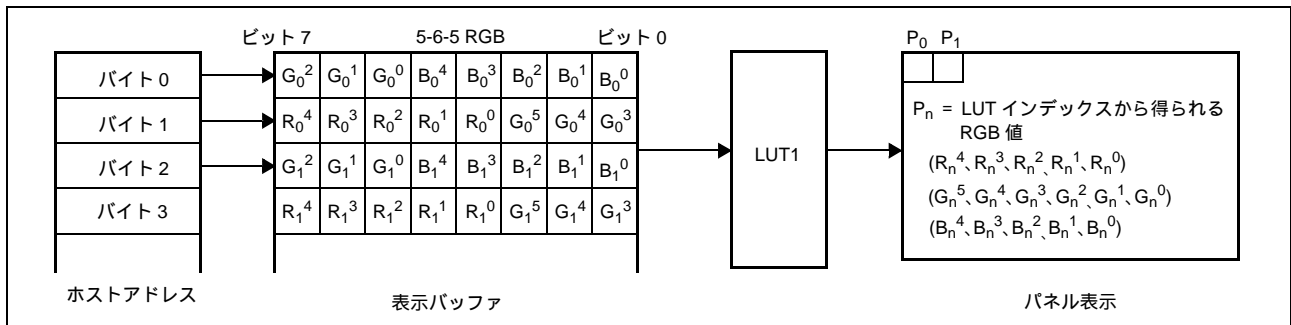 ビット 7 5-6-5 RGB ビット 0
P₀ P₁
バイト 0 G₀² G₀¹ G₀⁰ B₀⁴ B₀³ B₀² B₀¹ B₀⁰
バイト 1 R₀⁴ R₀³ R₀² R₀¹ R₀⁰ G₀⁵ G₀⁴ G₀³
バイト 2 G₁² G₁¹ G₁⁰ B₁⁴ B₁³ B₁² B₁¹ B₁⁰
バイト 3 R₁⁴ R₁³ R₁² R₁¹ R₁⁰ G₁⁵ G₁⁴ G₁³
LUT1
Pₙ = LUT インデックスから得られる
RGB 値
(Rₙ⁴、Rₙ³、Rₙ²、Rₙ¹、Rₙ⁰)
(Gₙ⁵、Gₙ⁴、Gₙ³、Gₙ²、Gₙ¹、Gₙ⁰)
(Bₙ⁴、Bₙ³、Bₙ²、Bₙ¹、Bₙ⁰)
ホストアドレス
表示バッファ
パネル表示